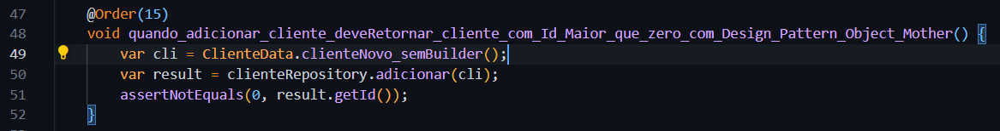 47 @Order(15)
48 void quando_adicionar_cliente_deveRetornar_cliente_com_Id_Maior_que_zero_com_Design_Pattern_Object_Mother() {
49 var cli = ClienteData.clienteNovo_semBuilder();
50 var result = clienteRepository.adicionar(cli);
51 assertNotEquals(0, result.getId());
52 }